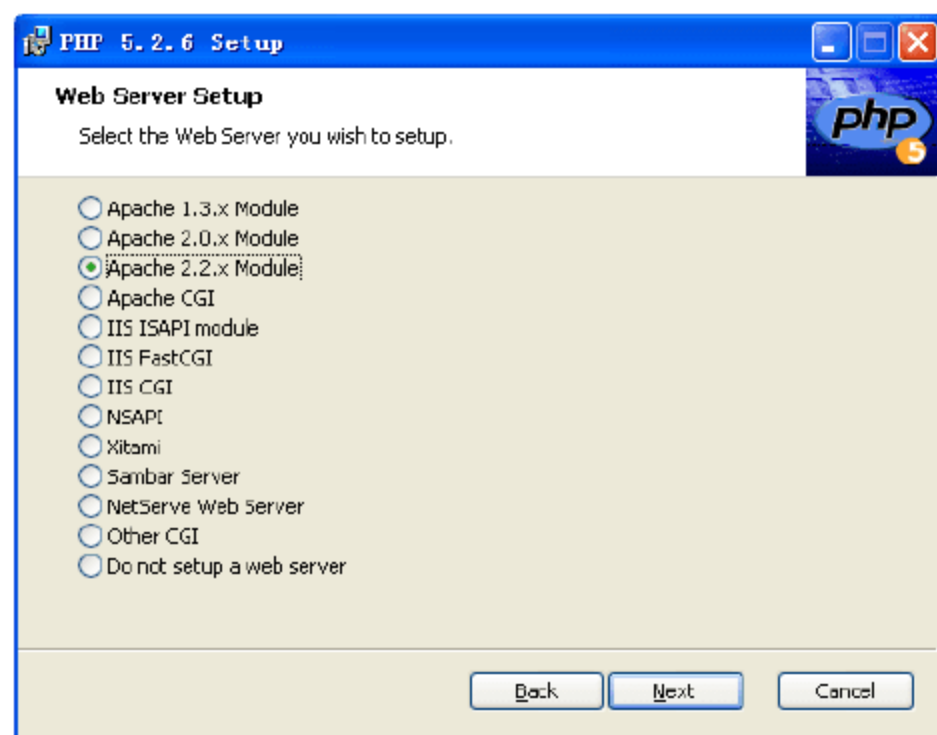 PHP 5.2.6 Setup
Web Server Setup
Select the Web Server you wish to setup.
php
5
Apache 1.3.x Module
Apache 2.0.x Module
Apache 2.2.x Module
Apache CGI
IIS ISAPI module
IIS FastCGI
IIS CGI
NSAPI
Xitami
Sambar Server
NetServe Web Server
Other CGI
Do not setup a web server
Back Next Cancel